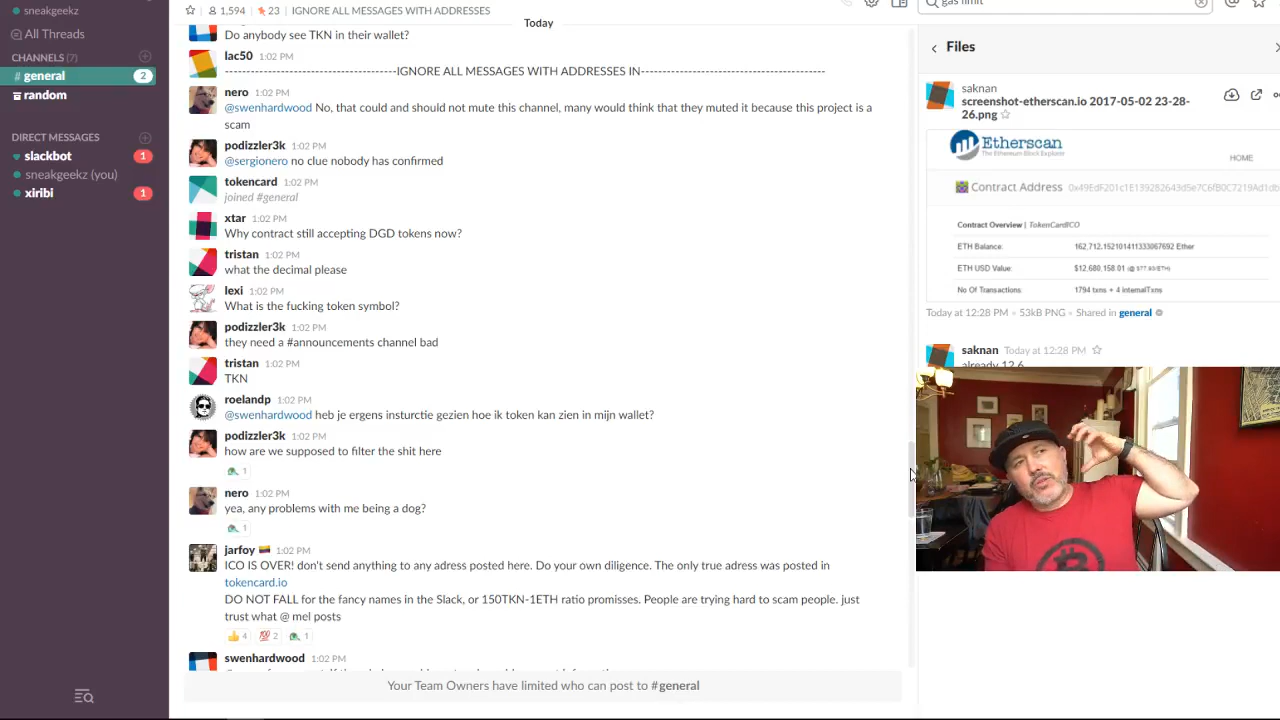 sneakgeekz
All Threads
CHANNELS (7)
# general 2
random
DIRECT MESSAGES
slackbot 1
sneakgeekz (you)
xiribi 1
1,594 23 IGNORE ALL MESSAGES WITH ADDRESSES
Today
Do anybody see TKN in their wallet?
lac50 1:02 PM
----------------------------------------IGNORE ALL MESSAGES WITH ADDRESSES IN-------------------------------------------
nero 1:02 PM
@swenhardwood No, that could and should not mute this channel, many would think that they muted it because this project is a
scam
podizzler3k 1:02 PM
@sergionero no clue nobody has confirmed
tokencard 1:02 PM
joined #general
xtar 1:02 PM
Why contract still accepting DGD tokens now?
tristan 1:02 PM
what the decimal please
lexi 1:02 PM
What is the fucking token symbol?
podizzler3k 1:02 PM
they need a #announcements channel bad
tristan 1:02 PM
TKN
roelandp 1:02 PM
@swenhardwood heb je ergens insturctie gezien hoe ik token kan zien in mijn wallet?
podizzler3k 1:02 PM
how are we supposed to filter the shit here
1
nero 1:02 PM
yea, any problems with me being a dog?
1
jarfoy 1:02 PM
ICO IS OVER! don't send anything to any adress posted here. Do your own diligence. The only true adress was posted in
tokencard.io
DO NOT FALL for the fancy names in the Slack, or 150TKN-1ETH ratio promisses. People are trying hard to scam people. just
trust what @ mel posts
4 2 1
swenhardwood 1:02 PM
Your Team Owners have limited who can post to #general
gas limit
Files
saknan
screenshot-etherscan.io 2017-05-02 23-28-
26.png
Etherscan
The Ethereum Block Explorer
HOME
Contract Address 0x49EdF201c1E139282643d5e7C6fB0C7219Ad1db
Contract Overview | TokenCardICO
ETH Balance: 162,712.152101411333067692 Ether
ETH USD Value: $12,680,158.01 (@ $77.93/ETH)
No Of Transactions: 1794 txns + 4 internalTxns
Today at 12:28 PM • 53kB PNG • Shared in general
saknan Today at 12:28 PM
already 12.6